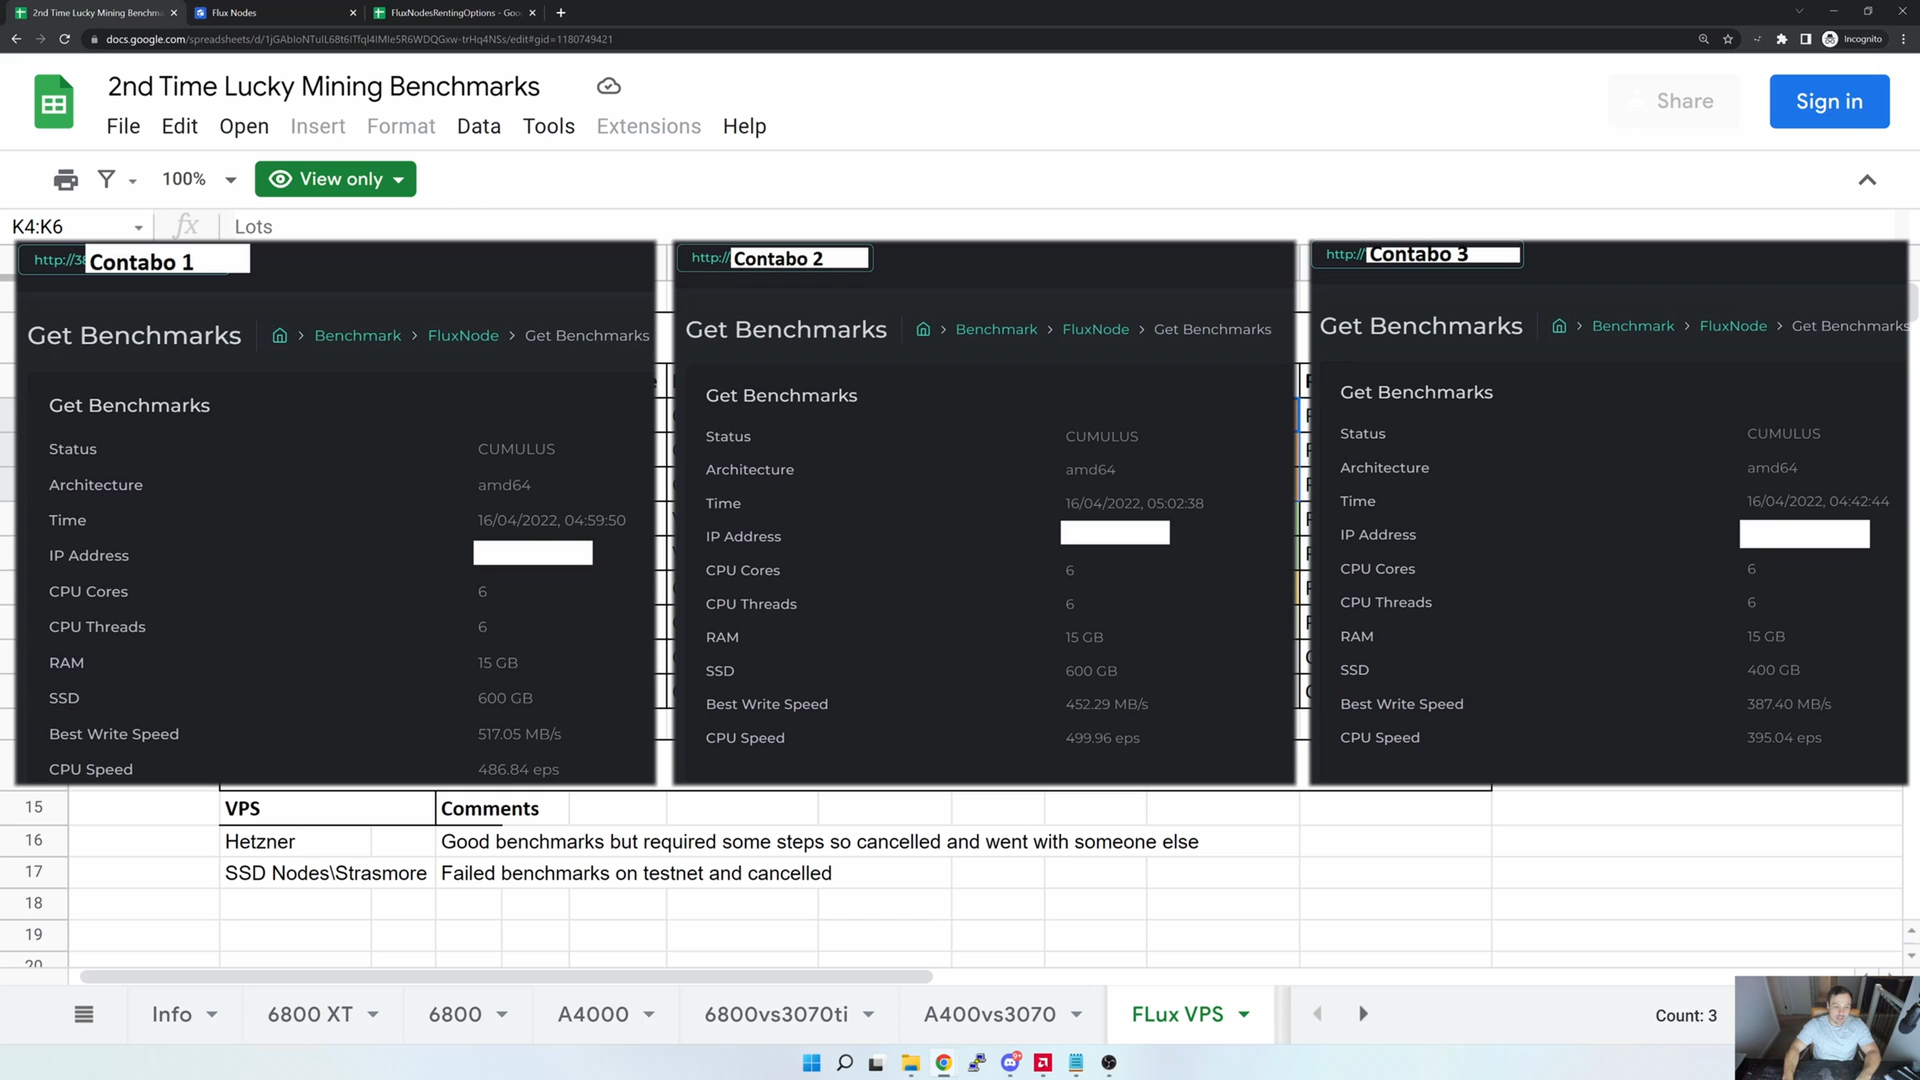 2nd Time Lucky Mining Benchma
Flux Nodes
FluxNodesRentingOptions - Goo
docs.google.com/spreadsheets/d/1jGAbIoNTulL68t6ITfql4IMIe5R6WDQGxw-trHq4NSs/edit#gid=1180749421
Incognito
2nd Time Lucky Mining Benchmarks
Share
Sign in
File Edit Open Insert Format Data Tools Extensions Help
100%
View only
K4:K6
fx
Lots
http://38
Contabo 1
Get Benchmarks
Benchmark > FluxNode > Get Benchmarks
Get Benchmarks
Status CUMULUS
Architecture amd64
Time 16/04/2022, 04:59:50
IP Address
CPU Cores 6
CPU Threads 6
RAM 15 GB
SSD 600 GB
Best Write Speed 517.05 MB/s
CPU Speed 486.84 eps
http://
Contabo 2
Get Benchmarks
Benchmark > FluxNode > Get Benchmarks
Get Benchmarks
Status CUMULUS
Architecture amd64
Time 16/04/2022, 05:02:38
IP Address
CPU Cores 6
CPU Threads 6
RAM 15 GB
SSD 600 GB
Best Write Speed 452.29 MB/s
CPU Speed 499.96 eps
http://
Contabo 3
Get Benchmarks
Benchmark > FluxNode > Get Benchmarks
Get Benchmarks
Status CUMULUS
Architecture amd64
Time 16/04/2022, 04:42:44
IP Address
CPU Cores 6
CPU Threads 6
RAM 15 GB
SSD 400 GB
Best Write Speed 387.40 MB/s
CPU Speed 395.04 eps
15 VPS Comments
16 Hetzner Good benchmarks but required some steps so cancelled and went with someone else
17 SSD Nodes\Strasmore Failed benchmarks on testnet and cancelled
18
19
20
Info 6800 XT 6800 A4000 6800vs3070ti A400vs3070 FLux VPS
Count: 3